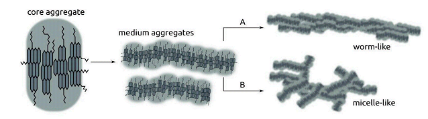 core aggregate
medium aggregates
A
worm-like
B
micelle-like